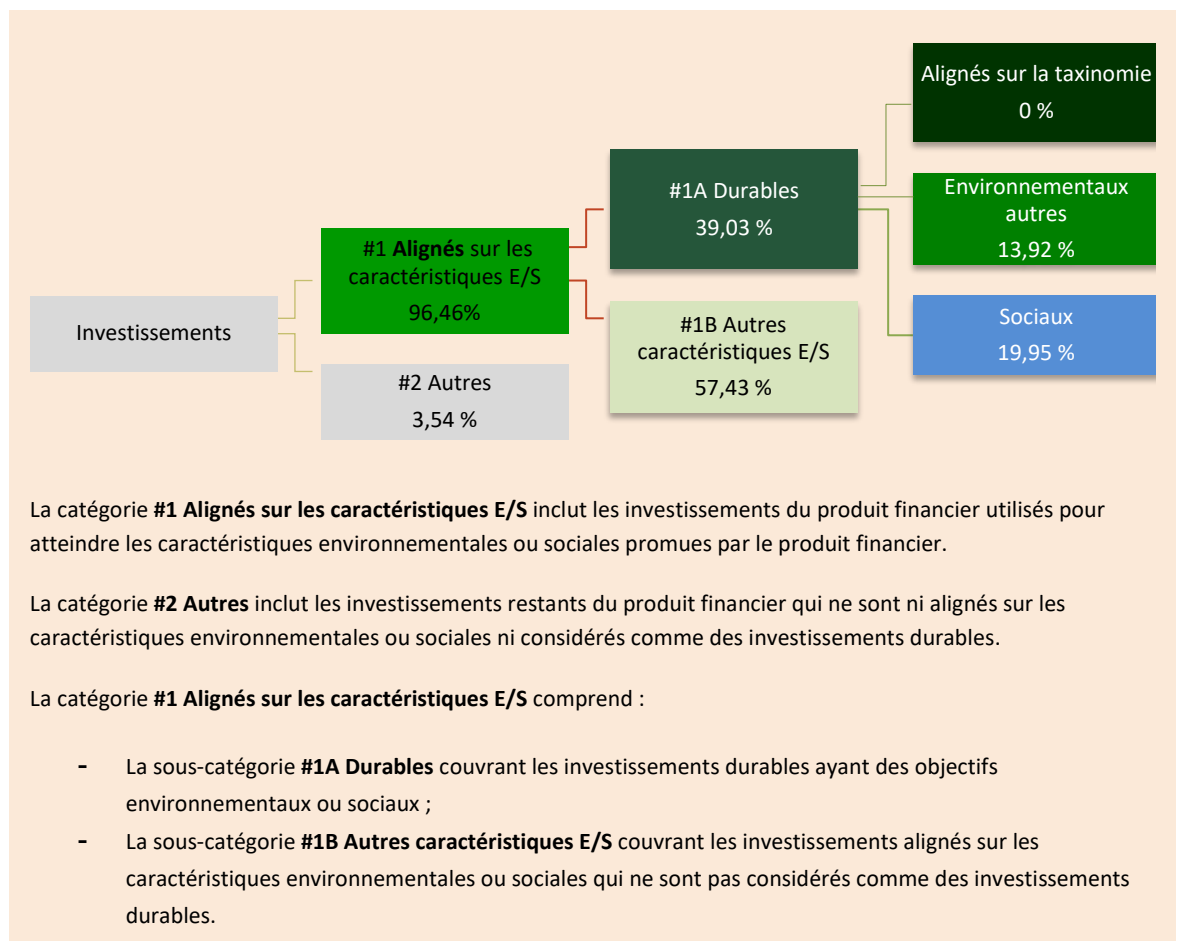 Alignés sur la taxinomie
0 %
#1A Durables
39,03 %
Environnementaux
autres
13,92 %
#1 Alignés sur les
caractéristiques E/S
96,46%
Investissements
#1B Autres
caractéristiques E/S
57,43 %
Sociaux
19,95 %
#2 Autres
3,54 %
La catégorie #1 Alignés sur les caractéristiques E/S inclut les investissements du produit financier utilisés pour
atteindre les caractéristiques environnementales ou sociales promues par le produit financier.
La catégorie #2 Autres inclut les investissements restants du produit financier qui ne sont ni alignés sur les
caractéristiques environnementales ou sociales ni considérés comme des investissements durables.
La catégorie #1 Alignés sur les caractéristiques E/S comprend :
- La sous-catégorie #1A Durables couvrant les investissements durables ayant des objectifs
environnementaux ou sociaux ;
- La sous-catégorie #1B Autres caractéristiques E/S couvrant les investissements alignés sur les
caractéristiques environnementales ou sociales qui ne sont pas considérés comme des investissements
durables.